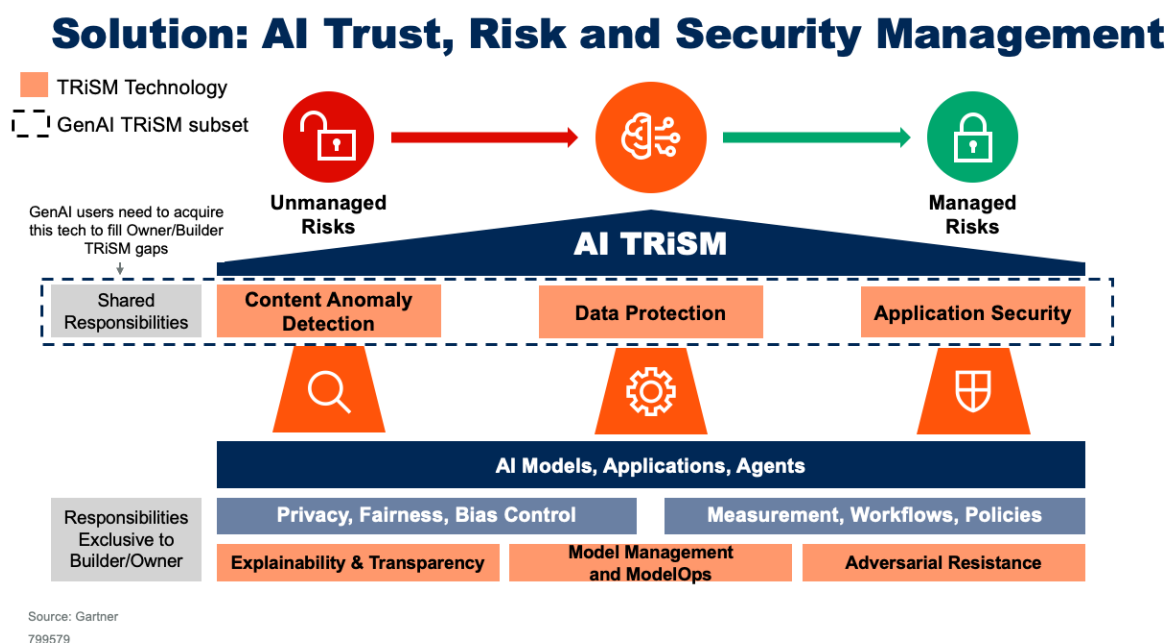 Solution: AI Trust, Risk and Security Management
TRiSM Technology
GenAI TRiSM subset
Unmanaged
Risks
Managed
Risks
GenAI users need to acquire
this tech to fill Owner/Builder
TRiSM gaps
AI TRiSM
Shared
Responsibilities
Content Anomaly
Detection
Data Protection
Application Security
AI Models, Applications, Agents
Responsibilities
Exclusive to
Builder/Owner
Privacy, Fairness, Bias Control
Measurement, Workflows, Policies
Explainability & Transparency
Model Management
and ModelOps
Adversarial Resistance
Source: Gartner
799579